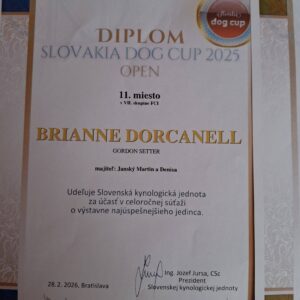 dog cup
DIPLOM
SLOVAKIA DOG CUP 2025
OPEN
11. miesto
v VII. skupine FCI
BRIANNE DORCANELL
GORDON SETTER
majiteľ: Janský Martin a Denisa
Udeľuje Slovenská kynologická jednota
za účasť v celoročnej súťaži
o výstavne najúspešnejšieho jedinca.
Ing. Jozef Jursa, CSc
Prezident
28. 2. 2026, Bratislava
Slovenskej kynologickej jednoty